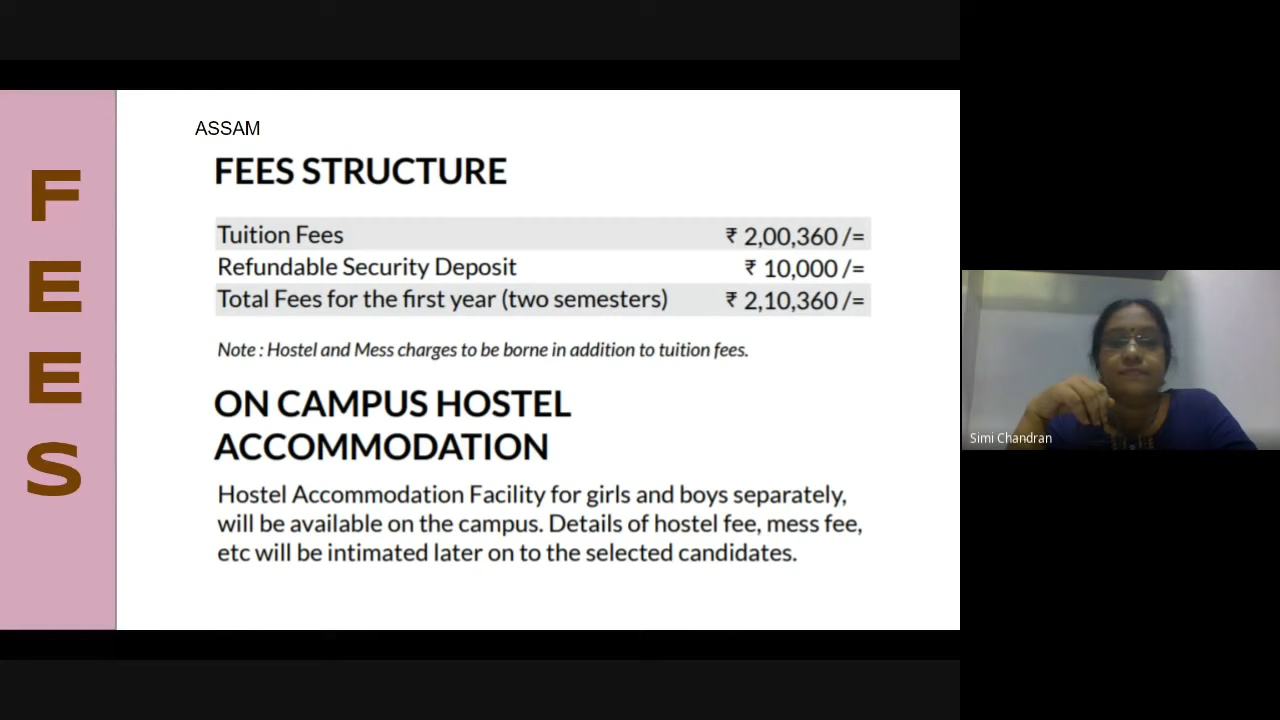 FEES
ASSAM
FEES STRUCTURE
Tuition Fees ₹ 2,00,360 /=
Refundable Security Deposit ₹ 10,000 /=
Total Fees for the first year (two semesters) ₹ 2,10,360 /=
Note : Hostel and Mess charges to be borne in addition to tuition fees.
ON CAMPUS HOSTEL
ACCOMMODATION
Hostel Accommodation Facility for girls and boys separately,
will be available on the campus. Details of hostel fee, mess fee,
etc will be intimated later on to the selected candidates.
Simi Chandran